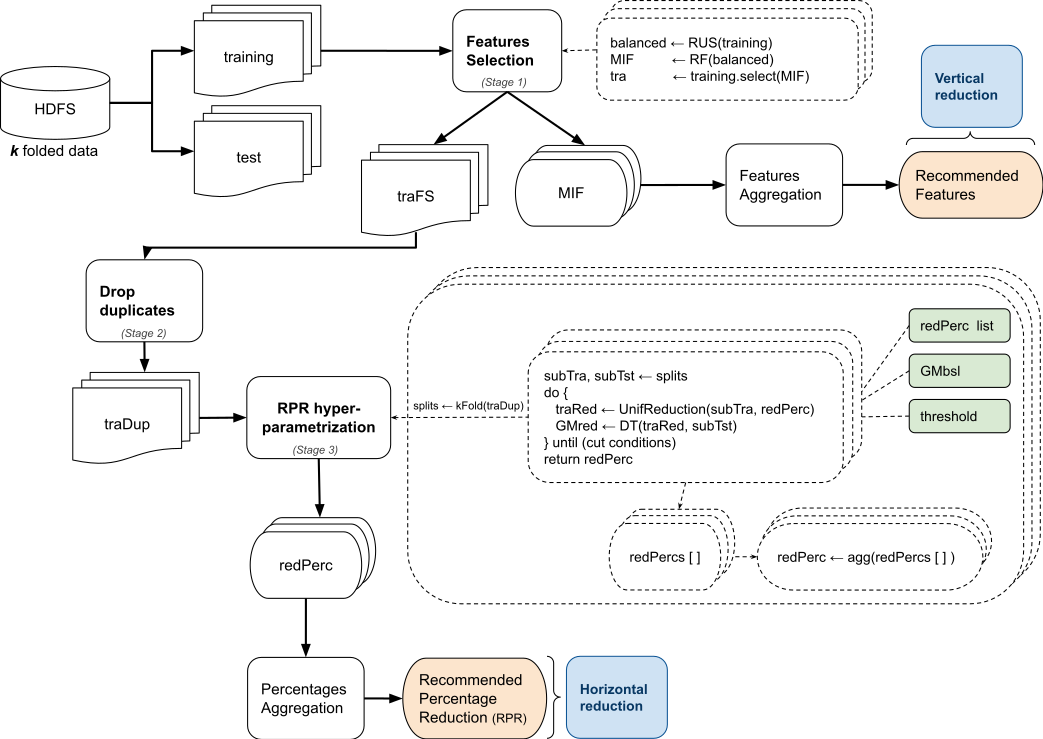 HDFS
k folded data
training
test
Features
Selection
(Stage 1)
balanced ← RUS(training)
MIF ← RF(balanced)
tra ← training.select(MIF)
Vertical
reduction
traFS
MIF
Features
Aggregation
Recommended
Features
Drop
duplicates
(Stage 2)
traDup
RPR hyper-
parametrization
(Stage 3)
splits ← kFold(traDup)
subTra, subTst ← splits
do {
traRed ← UnifReduction(subTra, redPerc)
GMred ← DT(traRed, subTst)
} until (cut conditions)
return redPerc
redPerc list
GMbsl
threshold
redPercs [ ]
redPerc ← agg(redPercs [ ] )
redPerc
Percentages
Aggregation
Recommended
Percentage
Reduction (RPR)
Horizontal
reduction